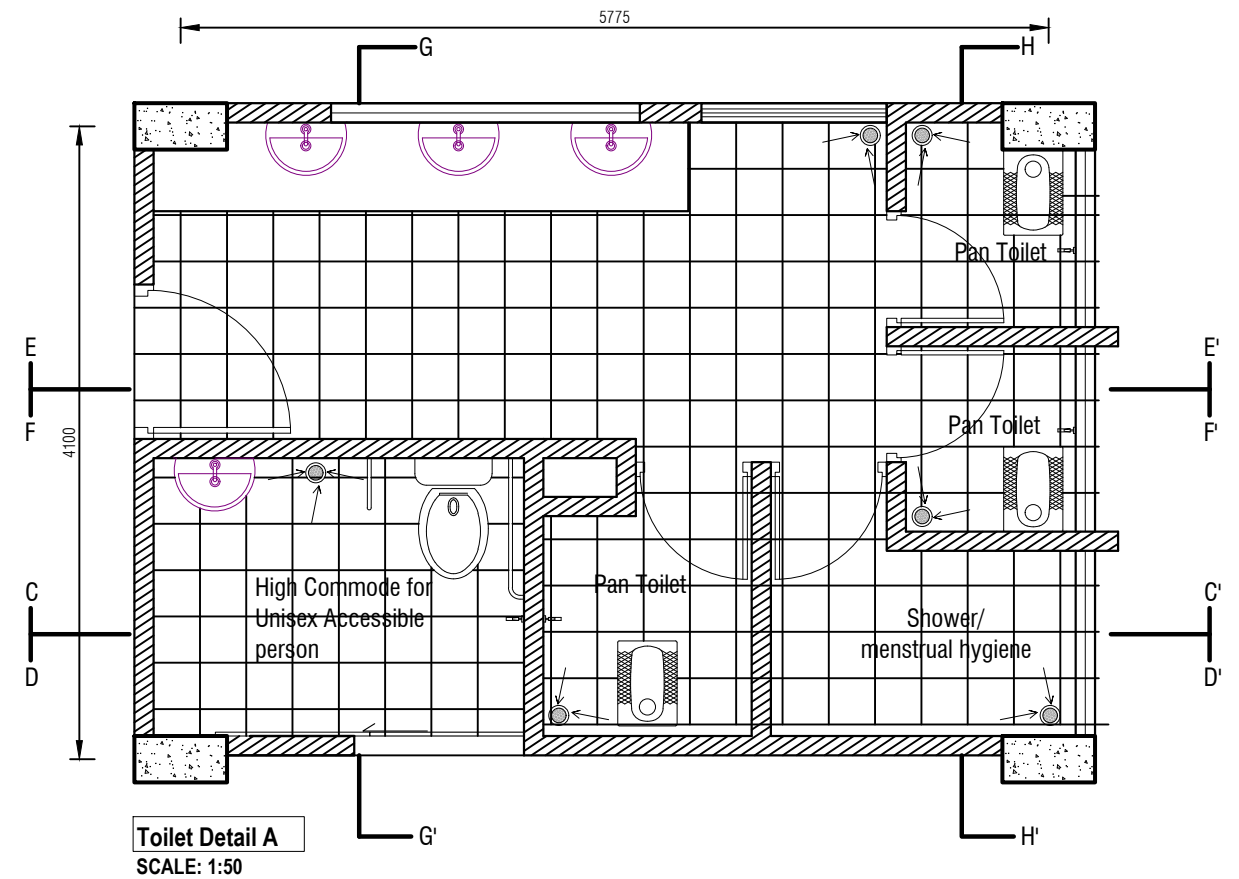 5775
G
H
Pan Toilet
E
E'
F
F'
4100
Pan Toilet
High Commode for
Unisex Accessible
person
Pan Toilet
Shower/
menstrual hygiene
C
C'
D
D'
G'
H'
Toilet Detail A
SCALE: 1:50